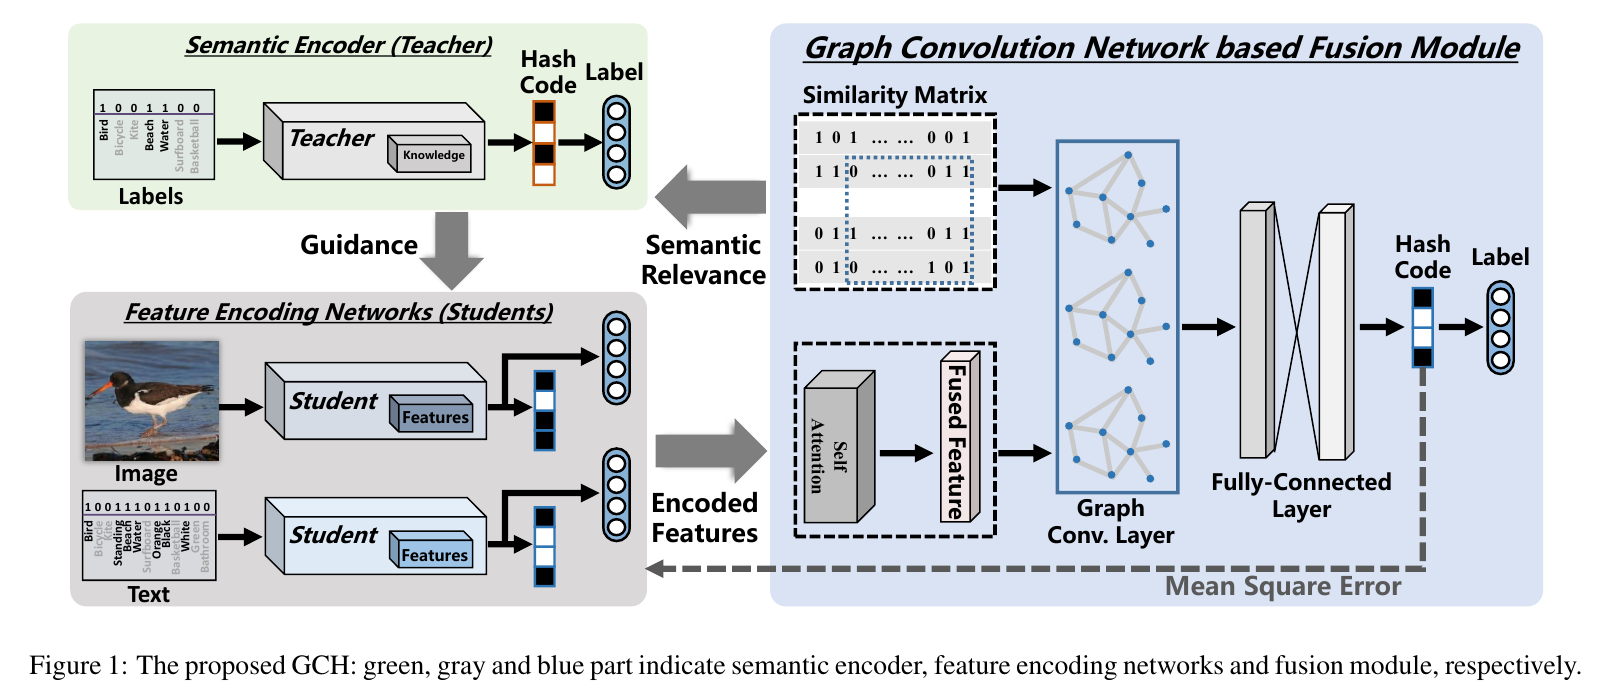 Semantic Encoder (Teacher)
Hash
Code
Label
1 0 0 1 1 0 0
Bird
Bicycle
Kite
Beach
Water
Surfboard
Basketball
Labels
Teacher
Knowledge
Guidance
Semantic
Relevance
Feature Encoding Networks (Students)
Image
Student
Features
1 0 0 1 1 1 0 1 1 0 1 0 0
Bird
Bicycle
Kite
Standing
Beach
Water
Surfboard
Orange
Black
Basketball
White
Green
Bathroom
Text
Student
Features
Encoded
Features
Graph Convolution Network based Fusion Module
Similarity Matrix
1 0 1 ... ... 0 0 1
1 1 0 ... ... 0 1 1
0 1 1 ... ... 0 1 1
0 1 0 ... ... 1 0 1
Self
Attention
Fused Feature
Graph
Conv. Layer
Fully-Connected
Layer
Hash
Code
Label
Mean Square Error
Figure 1: The proposed GCH: green, gray and blue part indicate semantic encoder, feature encoding networks and fusion module, respectively.